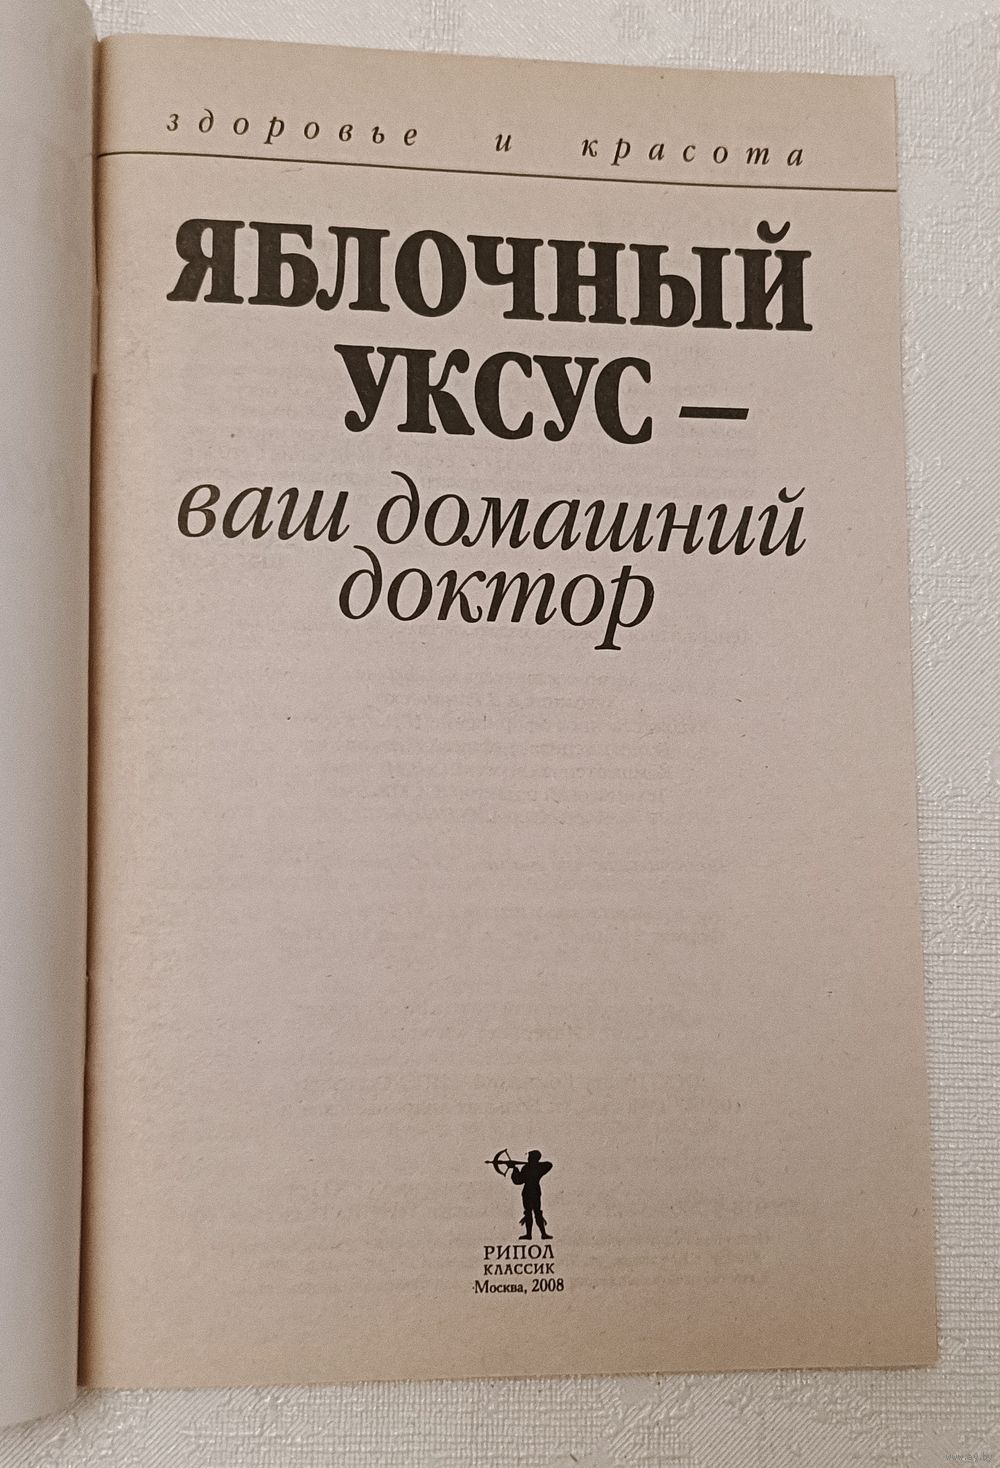 здоровье и красота
ЯБЛОЧНЫЙ
УКСУС –
ваш домашний
доктор
РИПОЛ
КЛАССИК
Москва, 2008